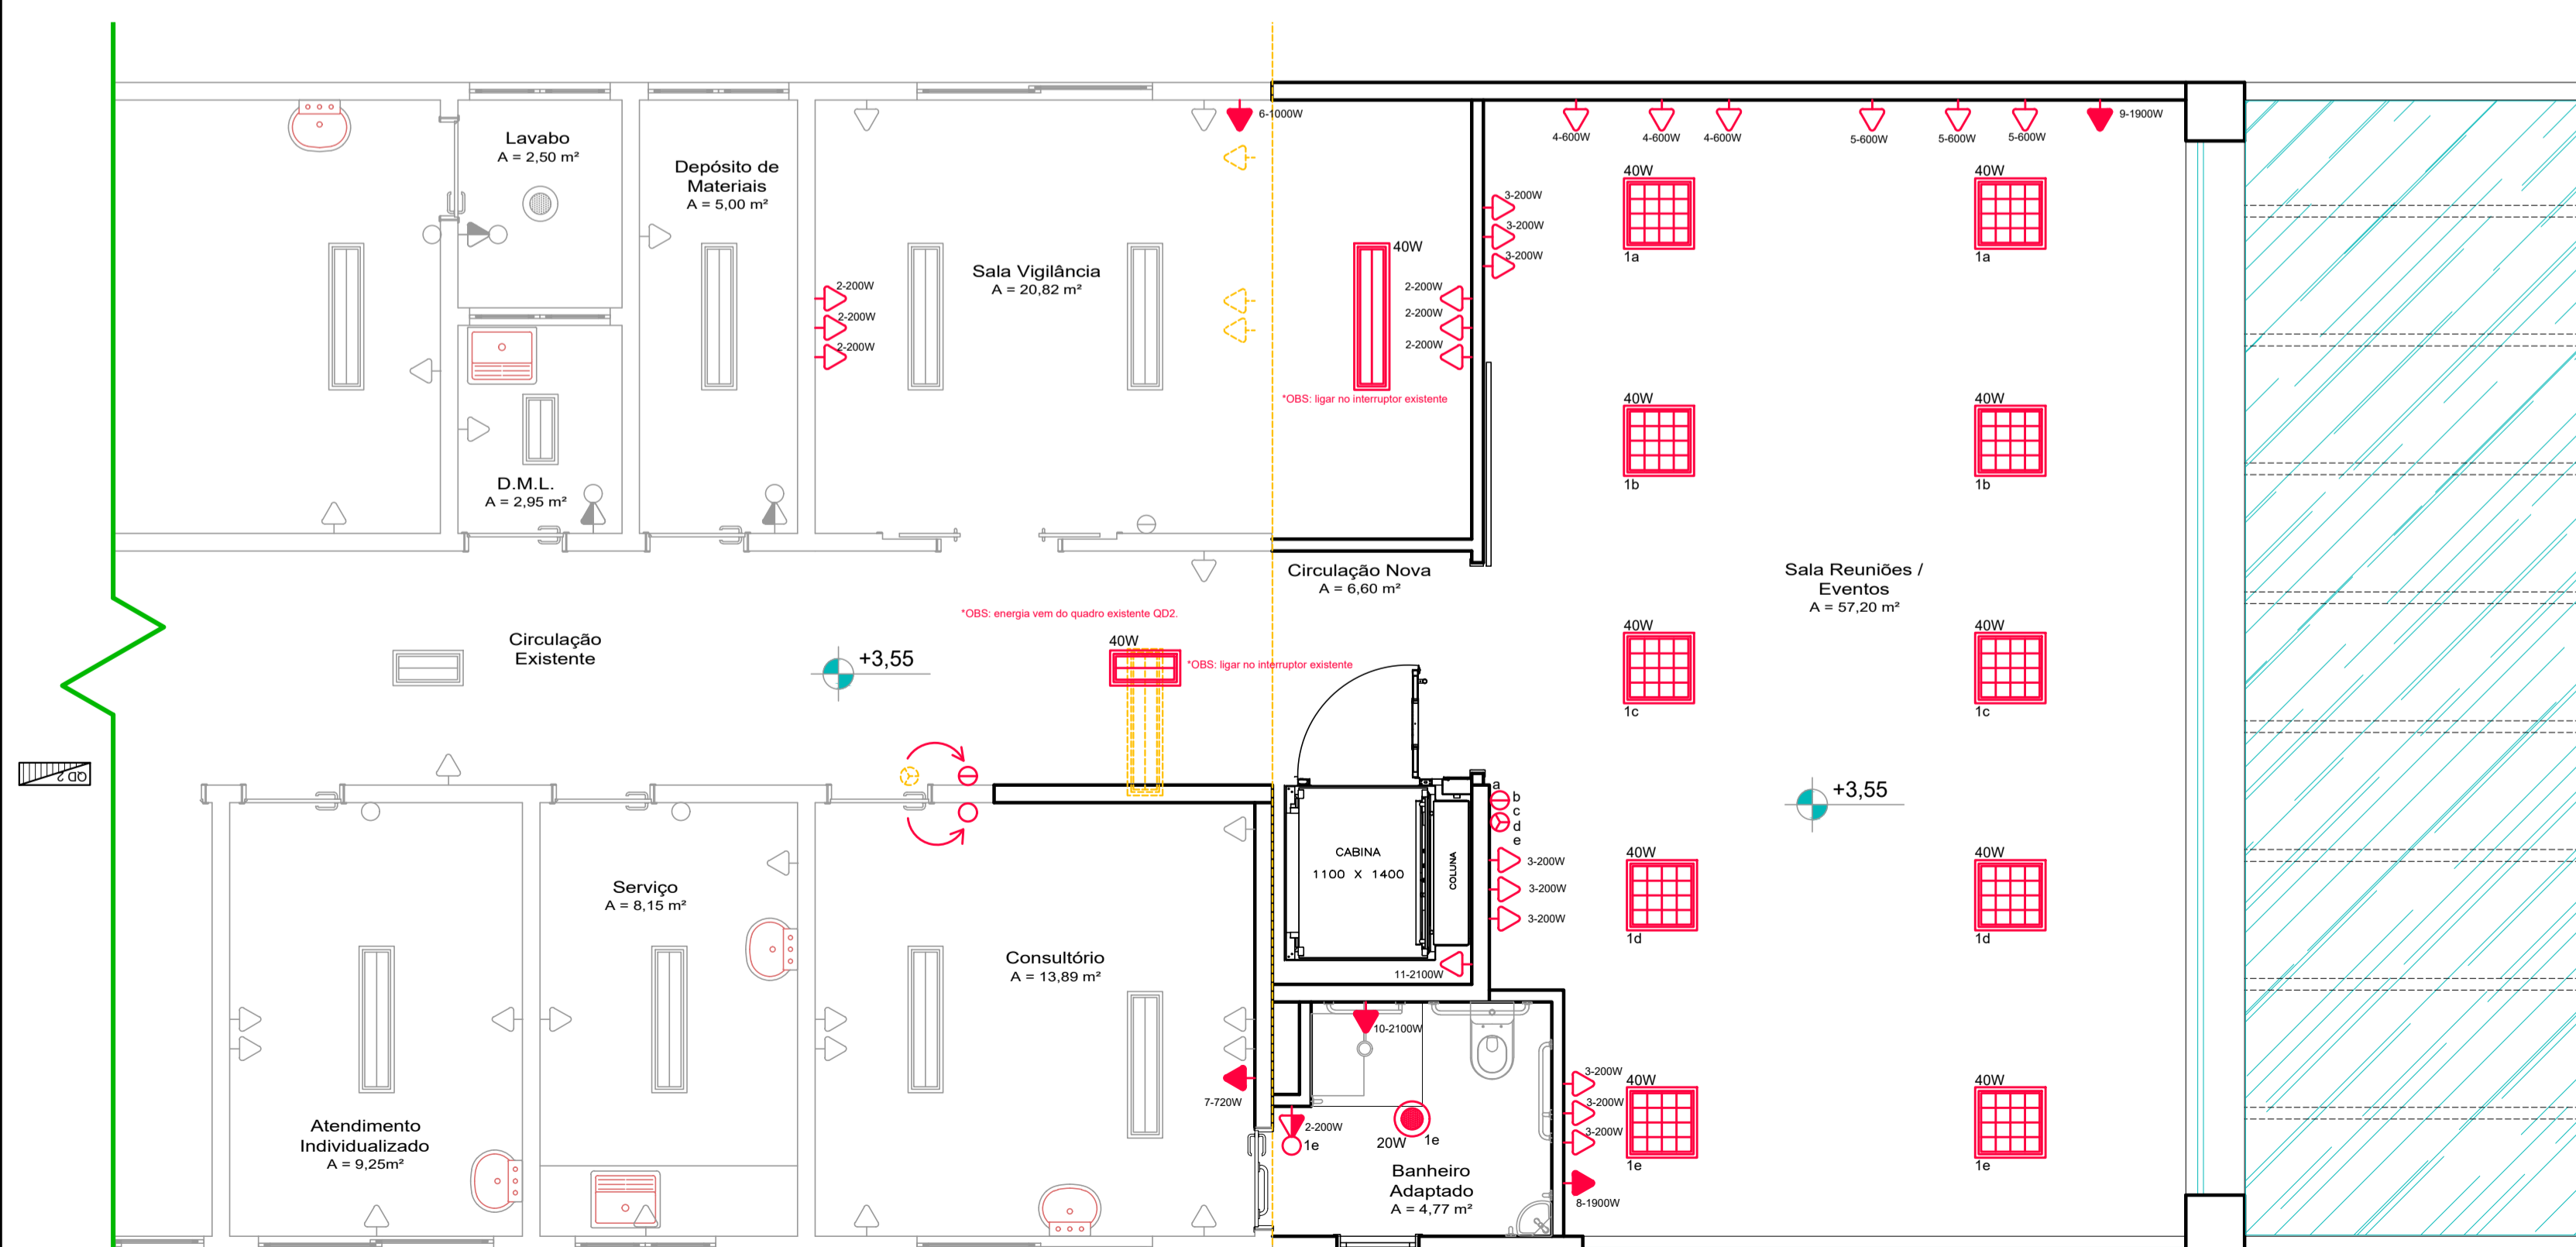 6-1000W
4-600W
4-600W
4-600W
5-600W
5-600W
5-600W
9-1900W
Lavabo
A = 2,50 m²
Depósito de
Materiais
A = 5,00 m²
40W
1a
40W
1a
3-200W
3-200W
3-200W
Sala Vigilância
A = 20,82 m²
40W
2-200W
2-200W
2-200W
2-200W
2-200W
2-200W
*OBS: ligar no interruptor existente
40W
1b
40W
1b
D.M.L.
A = 2,95 m²
Circulação Nova
A = 6,60 m²
Sala Reuniões /
Eventos
A = 57,20 m²
*OBS: energia vem do quadro existente QD2.
Circulação
Existente
+3,55
40W
*OBS: ligar no interruptor existente
40W
1c
40W
1c
QD 2
a
b
c
d
e
+3,55
CABINA
1100 X 1400
COLUNA
3-200W
3-200W
3-200W
40W
1d
40W
1d
Serviço
A = 8,15 m²
Consultório
A = 13,89 m²
11-2100W
10-2100W
7-720W
2-200W
1e
20W
1e
3-200W
3-200W
3-200W
40W
1e
40W
1e
Atendimento
Individualizado
A = 9,25m²
Banheiro
Adaptado
A = 4,77 m²
8-1900W